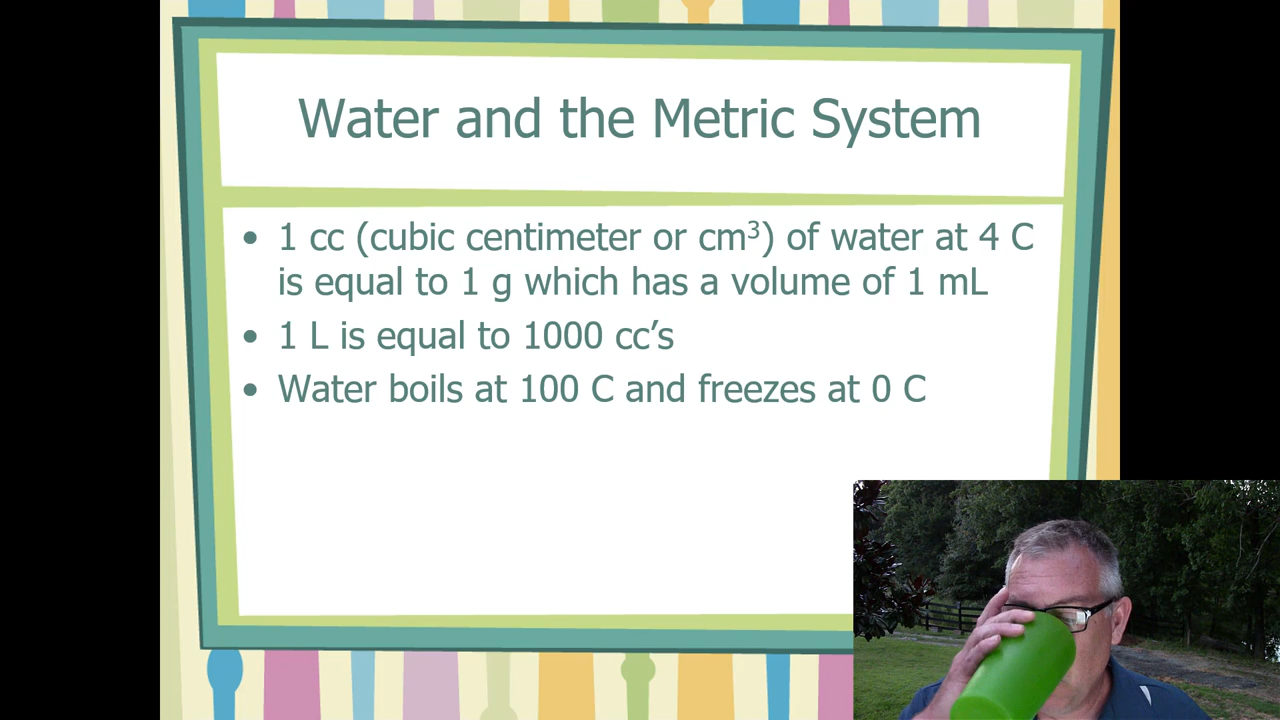 Water and the Metric System
• 1 cc (cubic centimeter or cm³) of water at 4 C
is equal to 1 g which has a volume of 1 mL
• 1 L is equal to 1000 cc’s
• Water boils at 100 C and freezes at 0 C